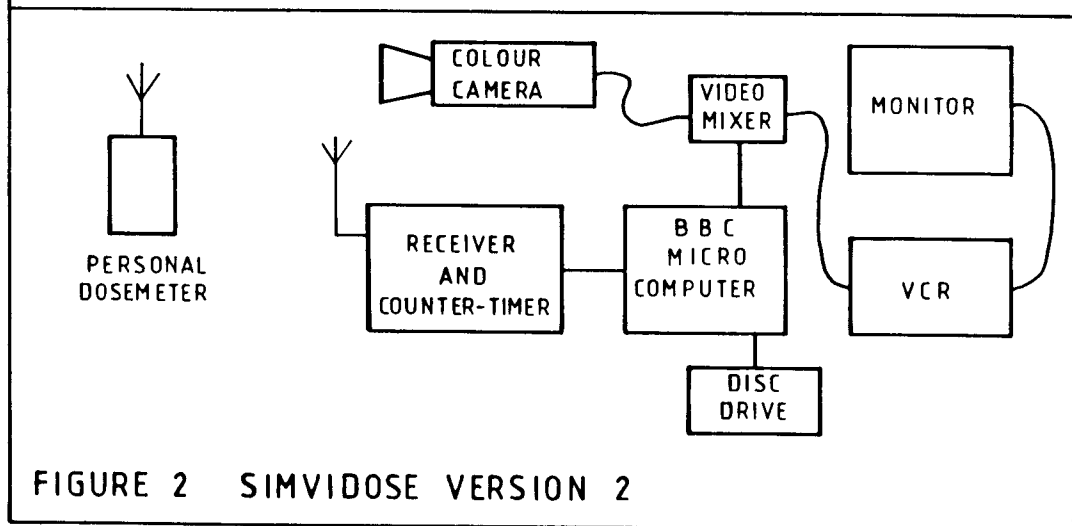 COLOUR
CAMERA
VIDEO
MIXER
MONITOR
PERSONAL
DOSEMETER
RECEIVER
AND
COUNTER-TIMER
BBC
MICRO
COMPUTER
VCR
DISC
DRIVE
FIGURE 2 SIMVIDOSE VERSION 2